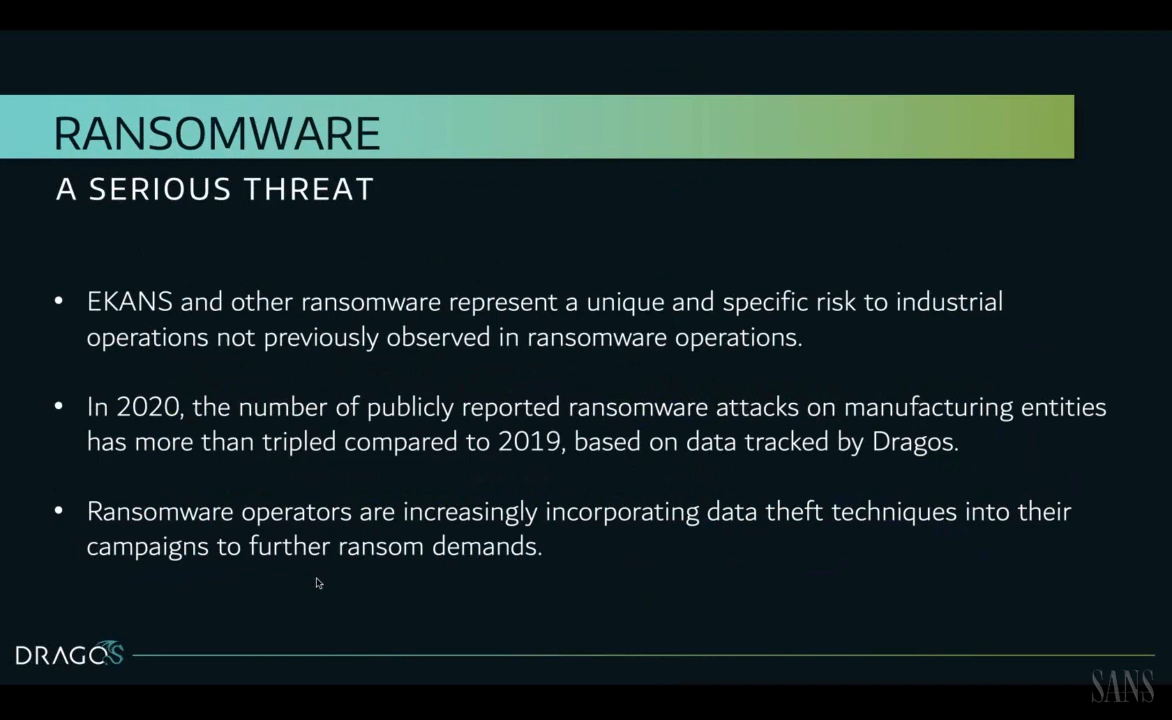 RANSOMWARE
A SERIOUS THREAT
• EKANS and other ransomware represent a unique and specific risk to industrial
operations not previously observed in ransomware operations.
• In 2020, the number of publicly reported ransomware attacks on manufacturing entities
has more than tripled compared to 2019, based on data tracked by Dragos.
• Ransomware operators are increasingly incorporating data theft techniques into their
campaigns to further ransom demands.
DRAGOS
SANS